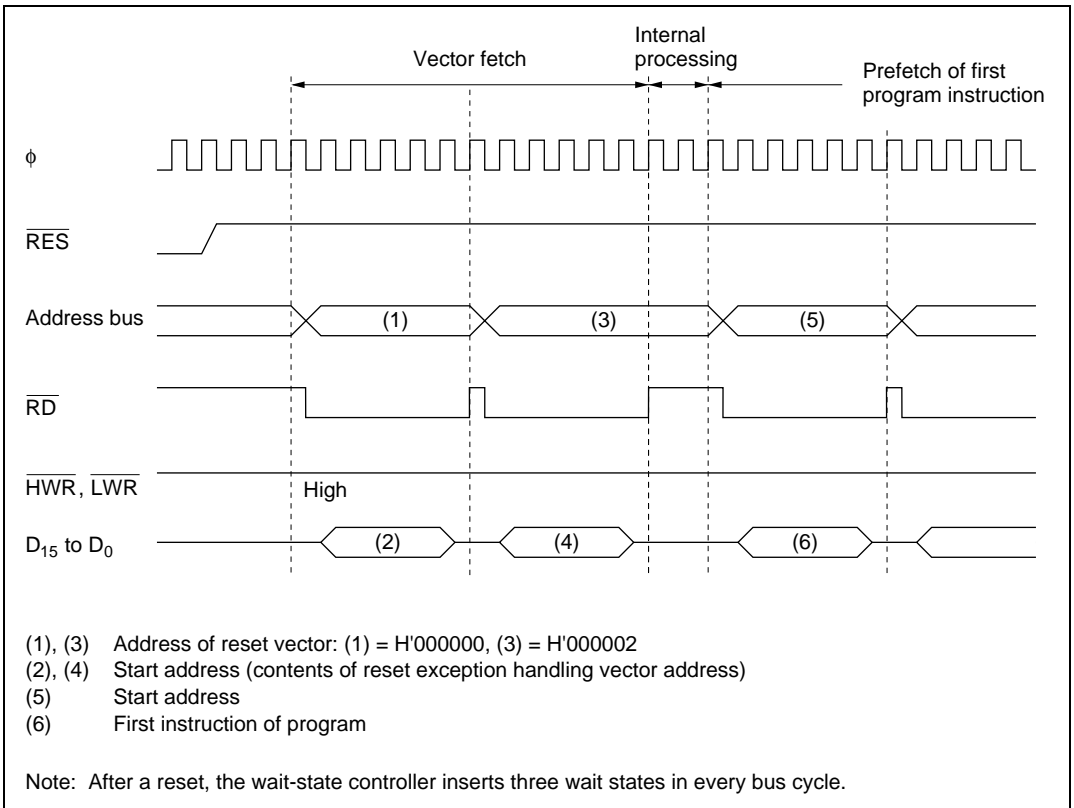 Internal
processing
Vector fetch
Prefetch of first
program instruction
φ
RES
Address bus
(1)
(3)
(5)
RD
HWR, LWR
High
D15 to D0
(2)
(4)
(6)
(1), (3) Address of reset vector: (1) = H'000000, (3) = H'000002
(2), (4) Start address (contents of reset exception handling vector address)
(5) Start address
(6) First instruction of program
Note: After a reset, the wait-state controller inserts three wait states in every bus cycle.